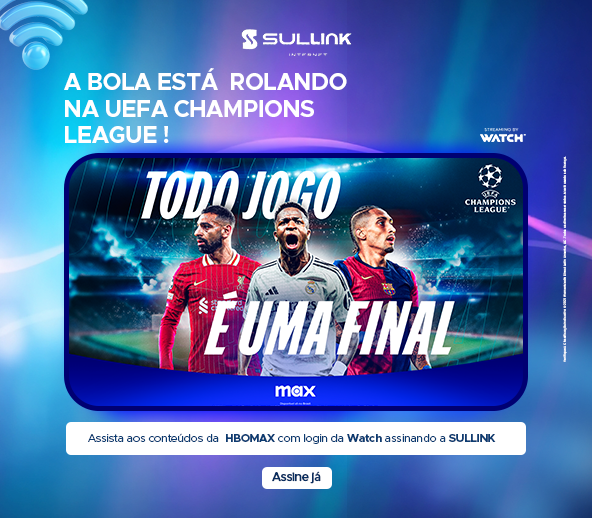 SULLINK
INTERNET
A BOLA ESTÁ ROLANDO
NA UEFA CHAMPIONS
LEAGUE !
STREAMING BY
WATCH
TODO JOGO
UEFA
CHAMPIONS
LEAGUE
É UMA FINAL
max
Assista aos conteúdos da HBOMAX com login da Watch assinando a SULLINK
Assine já